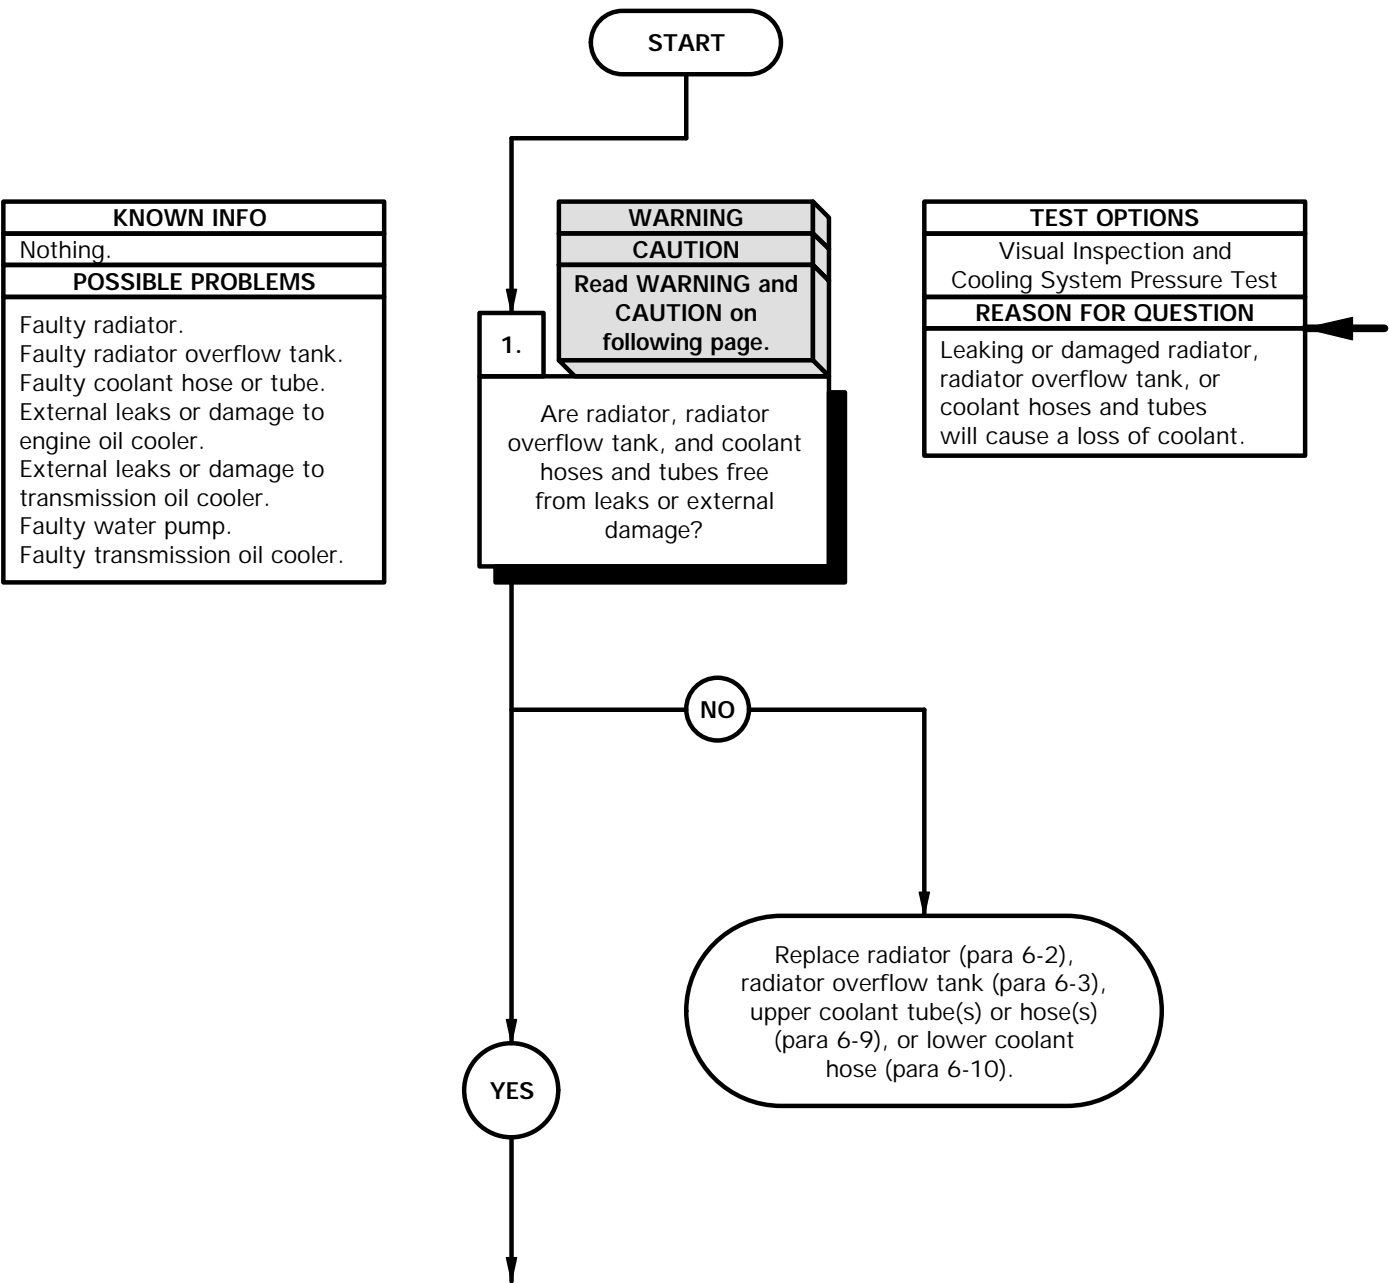 START
KNOWN INFO
Nothing.
POSSIBLE PROBLEMS
Faulty radiator.
Faulty radiator overflow tank.
Faulty coolant hose or tube.
External leaks or damage to
engine oil cooler.
External leaks or damage to
transmission oil cooler.
Faulty water pump.
Faulty transmission oil cooler.
WARNING
CAUTION
Read WARNING and
CAUTION on
following page.
1.
Are radiator, radiator
overflow tank, and coolant
hoses and tubes free
from leaks or external
damage?
TEST OPTIONS
Visual Inspection and
Cooling System Pressure Test
REASON FOR QUESTION
Leaking or damaged radiator,
radiator overflow tank, or
coolant hoses and tubes
will cause a loss of coolant.
NO
Replace radiator (para 6-2),
radiator overflow tank (para 6-3),
upper coolant tube(s) or hose(s)
(para 6-9), or lower coolant
hose (para 6-10).
YES